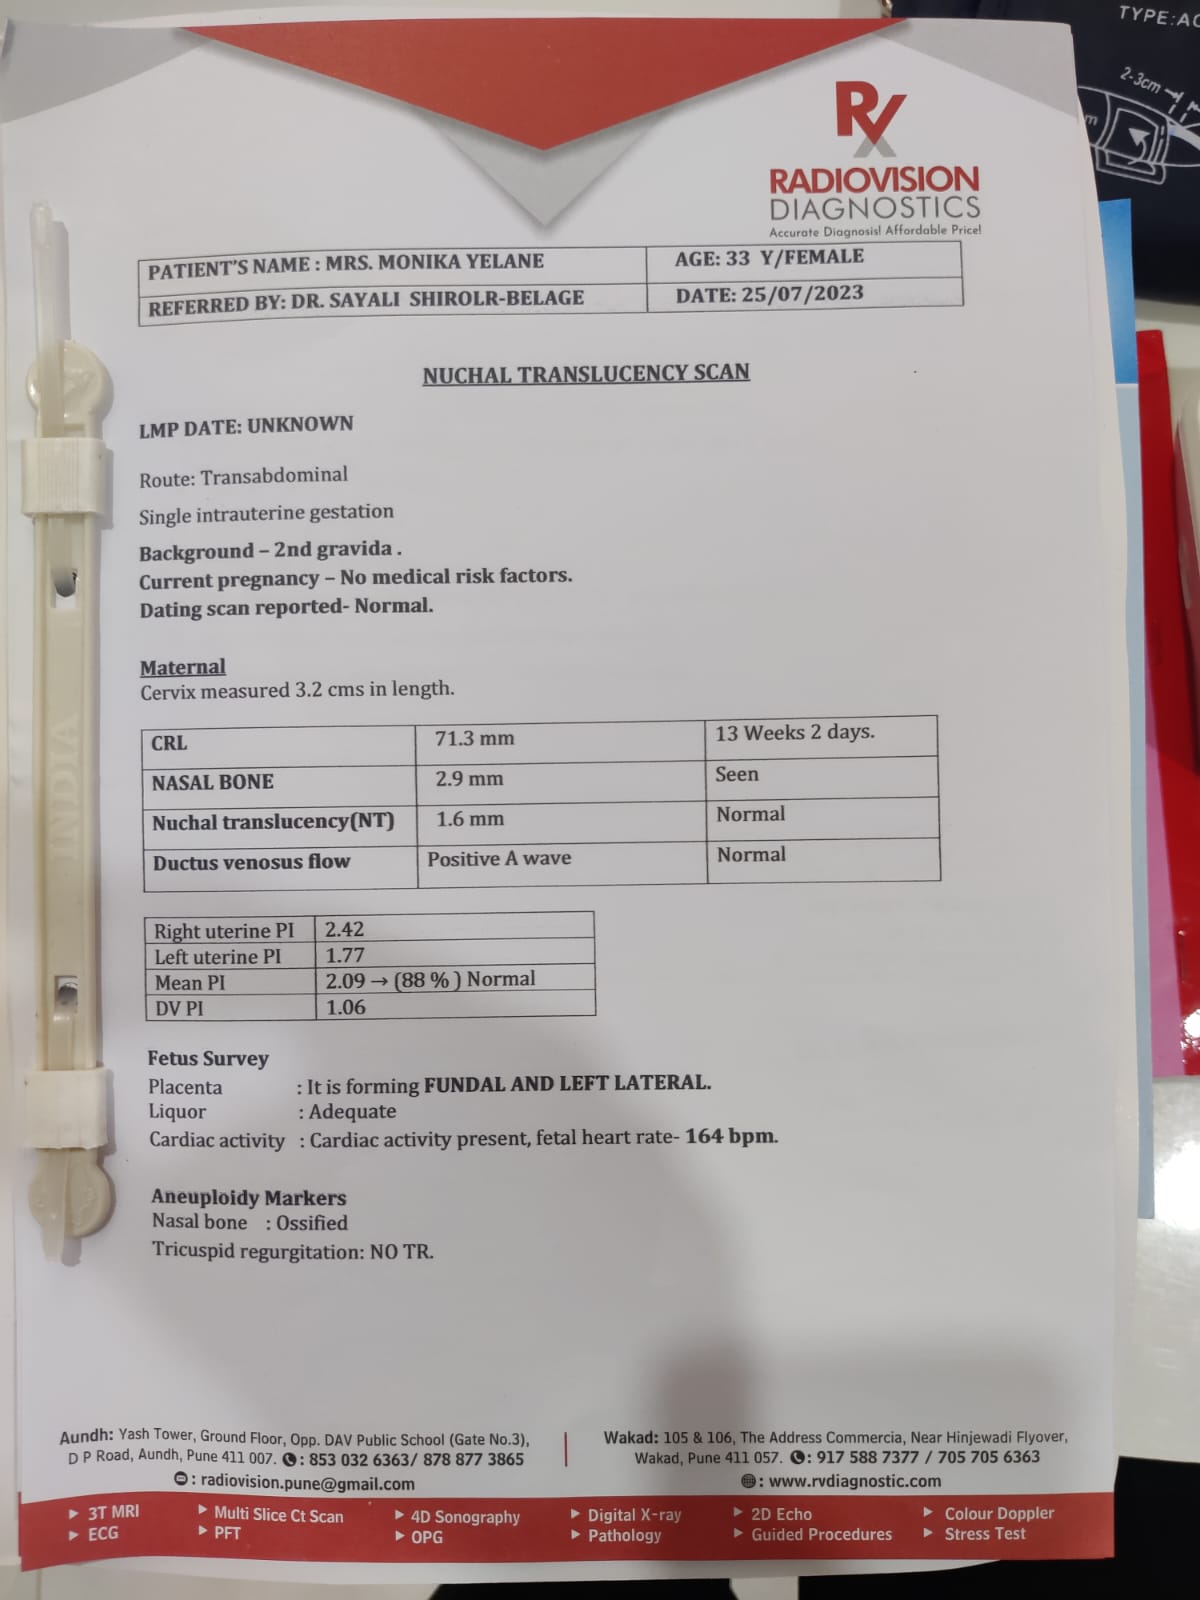 TYPE:AC
2-3cm
m
Rx
RADIOVISION
DIAGNOSTICS
Accurate Diagnosis! Affordable Price!
PATIENT'S NAME : MRS. MONIKA YELANE AGE: 33 Y/FEMALE
REFERRED BY: DR. SAYALI SHIROLR-BELAGE DATE: 25/07/2023
NUCHAL TRANSLUCENCY SCAN
LMP DATE: UNKNOWN
Route: Transabdominal
Single intrauterine gestation
Background – 2nd gravida .
Current pregnancy – No medical risk factors.
Dating scan reported- Normal.
Maternal
Cervix measured 3.2 cms in length.
CRL 71.3 mm 13 Weeks 2 days.
NASAL BONE 2.9 mm Seen
Nuchal translucency(NT) 1.6 mm Normal
Ductus venosus flow Positive A wave Normal
Right uterine PI 2.42
Left uterine PI 1.77
Mean PI 2.09 → (88 % ) Normal
DV PI 1.06
Fetus Survey
Placenta : It is forming FUNDAL AND LEFT LATERAL.
Liquor : Adequate
Cardiac activity : Cardiac activity present, fetal heart rate- 164 bpm.
Aneuploidy Markers
Nasal bone : Ossified
Tricuspid regurgitation: NO TR.
INDIA
Aundh: Yash Tower, Ground Floor, Opp. DAV Public School (Gate No.3),
D P Road, Aundh, Pune 411 007. : 853 032 6363/ 878 877 3865
: radiovision.pune@gmail.com
Wakad: 105 & 106, The Address Commercia, Near Hinjewadi Flyover,
Wakad, Pune 411 057. : 917 588 7377 / 705 705 6363
: www.rvdiagnostic.com
3T MRI Multi Slice Ct Scan 4D Sonography Digital X-ray 2D Echo Colour Doppler
ECG PFT OPG Pathology Guided Procedures Stress Test